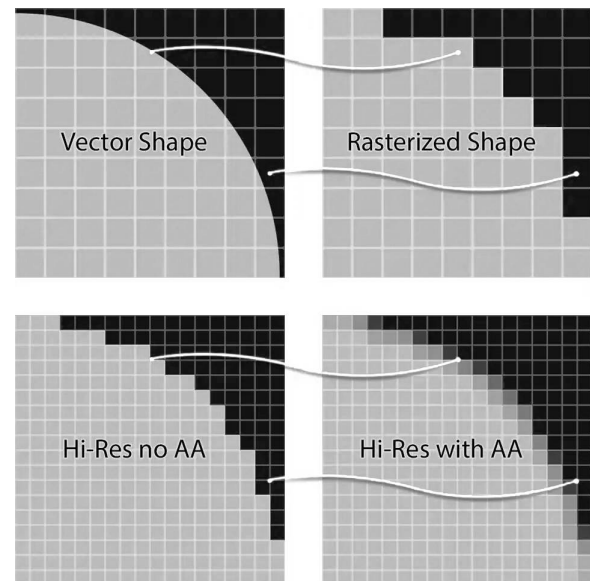 Vector Shape
Rasterized Shape
Hi-Res no AA
Hi-Res with AA